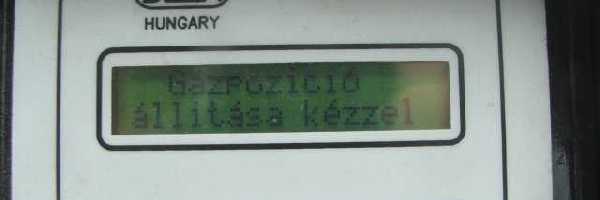 HUNGARY
Gázpozíció
állítása kézzel